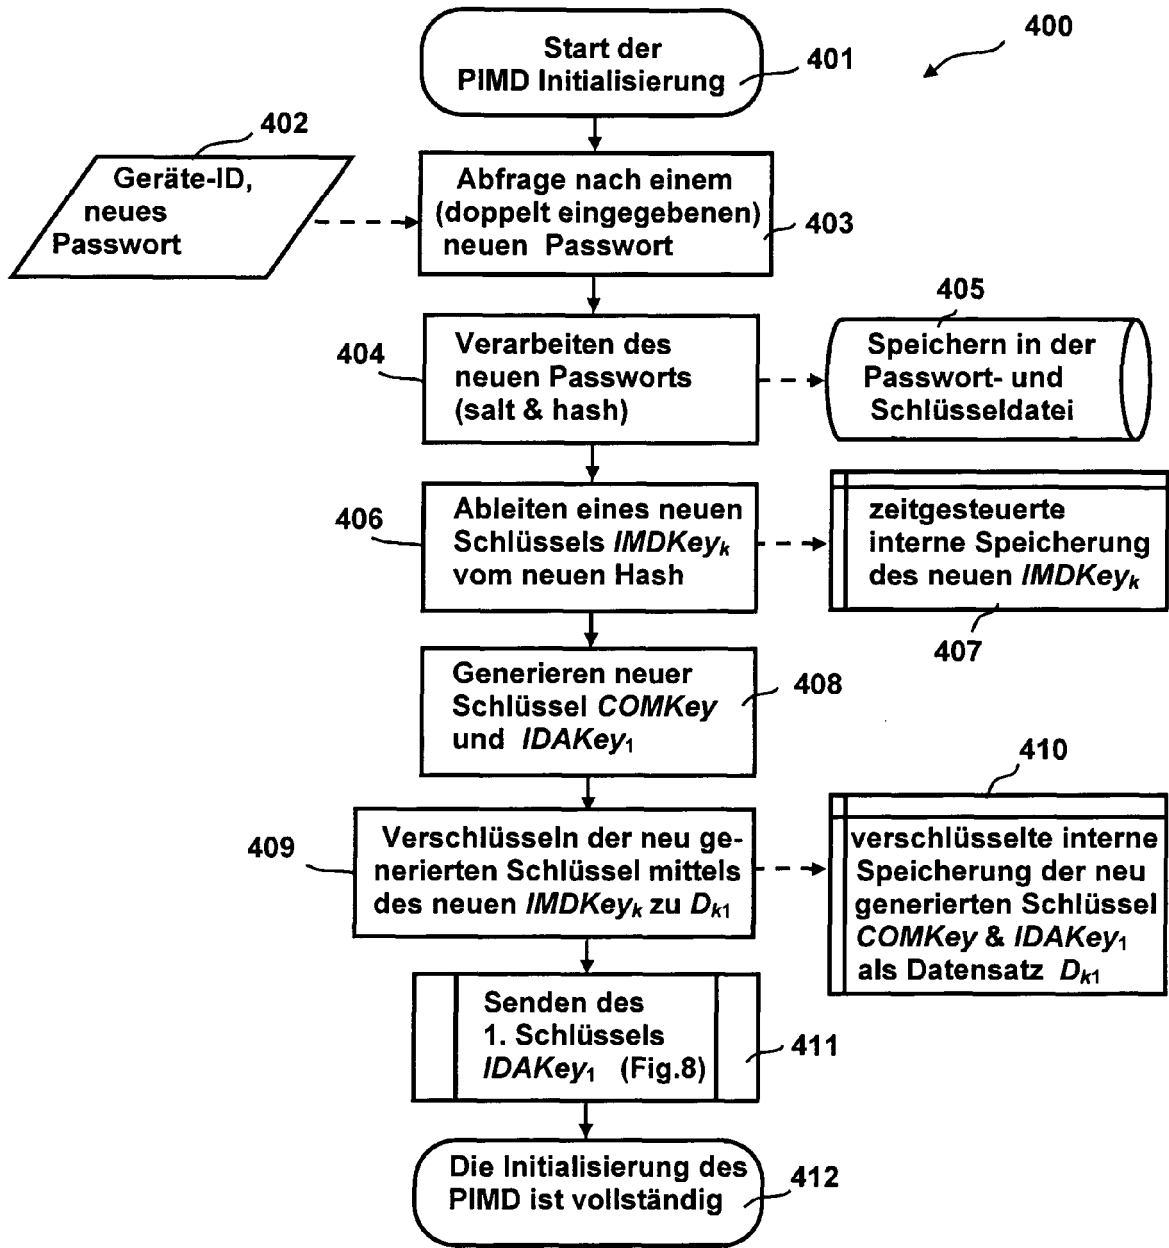 400
Start der
PIMD Initialisierung
401
402
Geräte-ID,
neues
Passwort
Abfrage nach einem
(doppelt eingegebenen)
neuen Passwort
403
404
Verarbeiten des
neuen Passworts
(salt & hash)
405
Speichern in der
Passwort- und
Schlüsseldatei
406
Ableiten eines neuen
Schlüssels IMDKeyk
vom neuen Hash
zeitgesteuerte
interne Speicherung
des neuen IMDKeyk
407
Generieren neuer
Schlüssel COMKey
und IDAKey1
408
409
Verschlüsseln der neu ge-
nerierten Schlüssel mittels
des neuen IMDKeyk zu Dk1
410
verschlüsselte interne
Speicherung der neu
generierten Schlüssel
COMKey & IDAKey1
als Datensatz Dk1
Senden des
1. Schlüssels
IDAKey1 (Fig.8)
411
Die Initialisierung des
PIMD ist vollständig
412